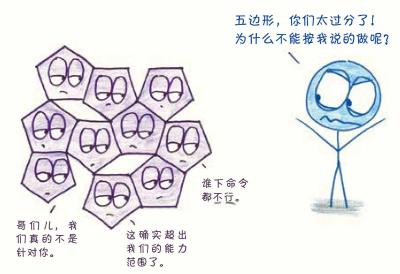 五边形，你们太过分了！
为什么不能按我说的做呢？
谁下命令
都不行。
哥们儿，我
们真的不是
针对你。
这确实超出
我们的能力
范围了。